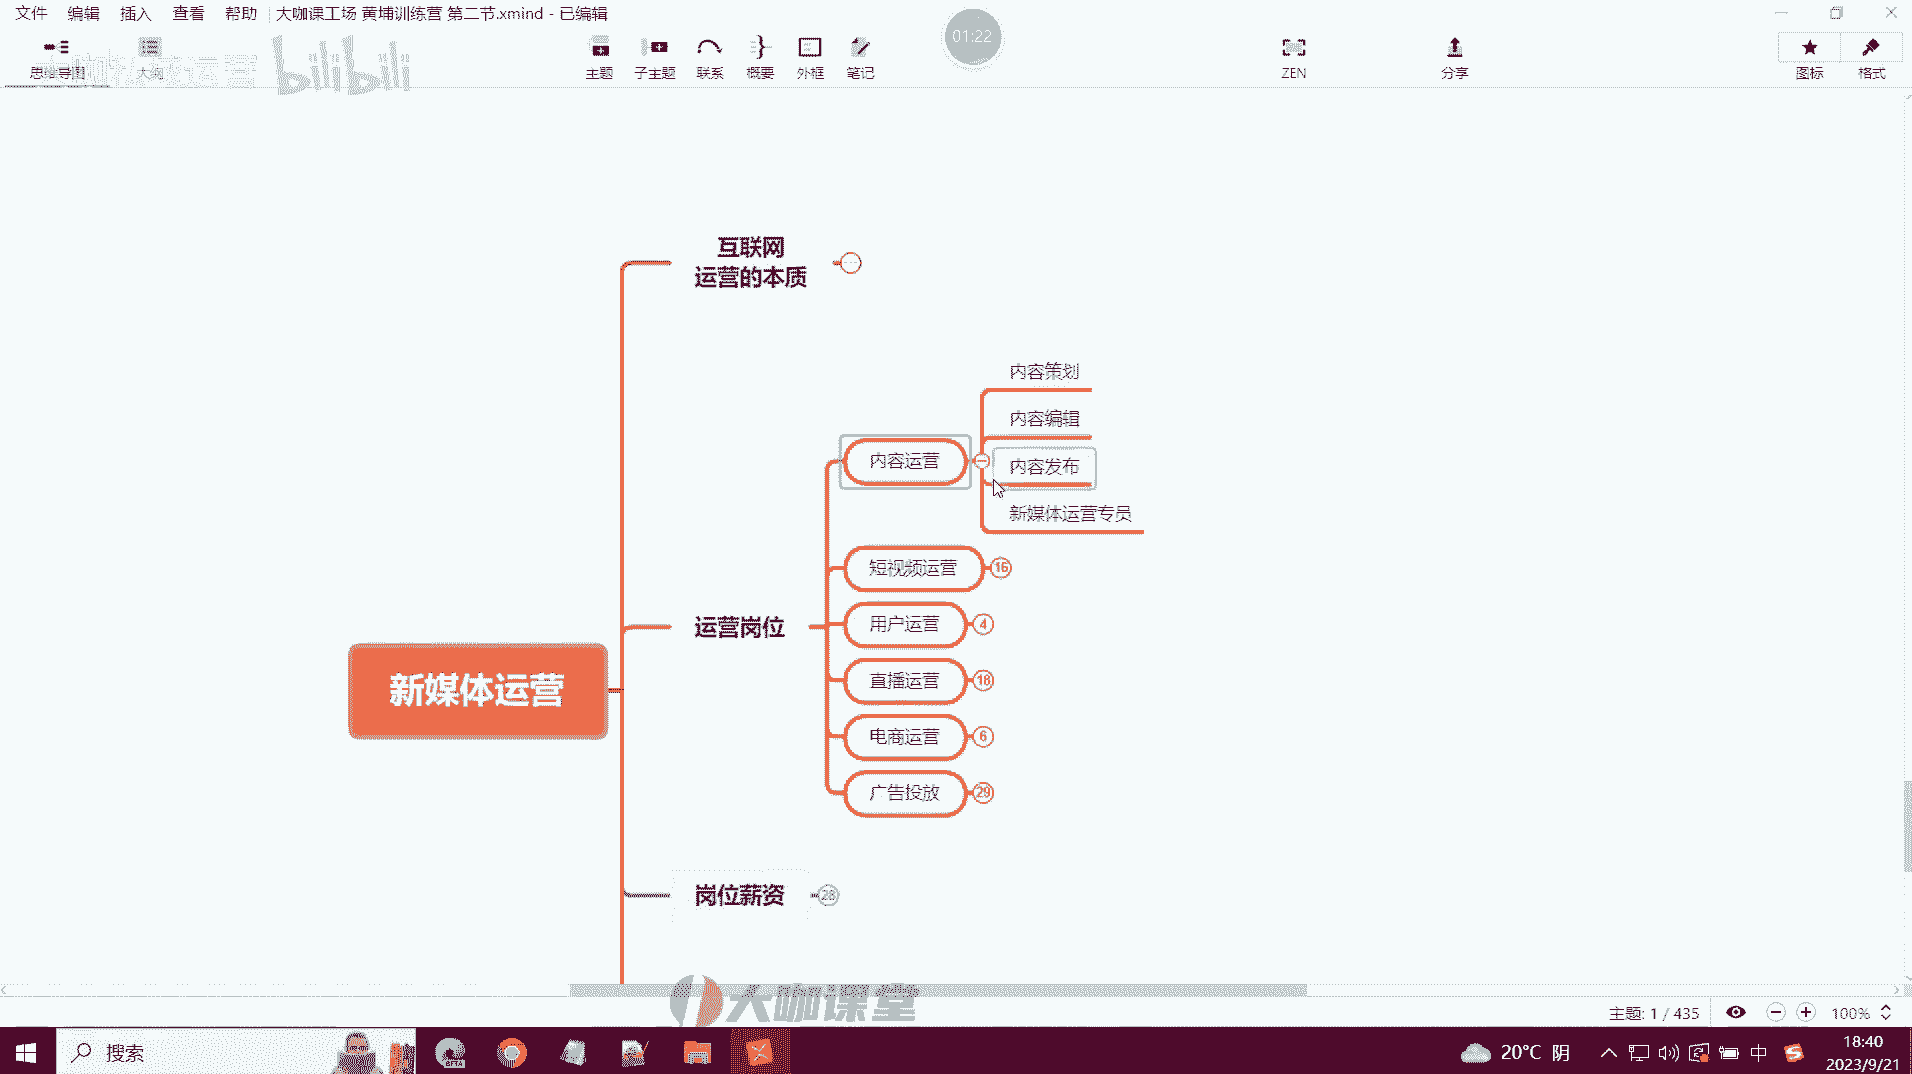 文件 编辑 插入 查看 帮助 大咖课工场 黄埔训练营 第二节.xmind - 已编辑
01:22
思维导图 大纲 主题 子主题 联系 概要 外框 笔记 ZEN 分享 图标 格式
bilibili
互联网
运营的本质
内容策划
内容编辑
内容运营
内容发布
新媒体运营专员
短视频运营 16
用户运营 4
运营岗位
直播运营 18
新媒体运营
电商运营 6
广告投放 29
岗位薪资 28
大咖课堂
主题: 1 / 435 100%
搜索
BETA
20°C 阴
中
18:40
2023/9/21